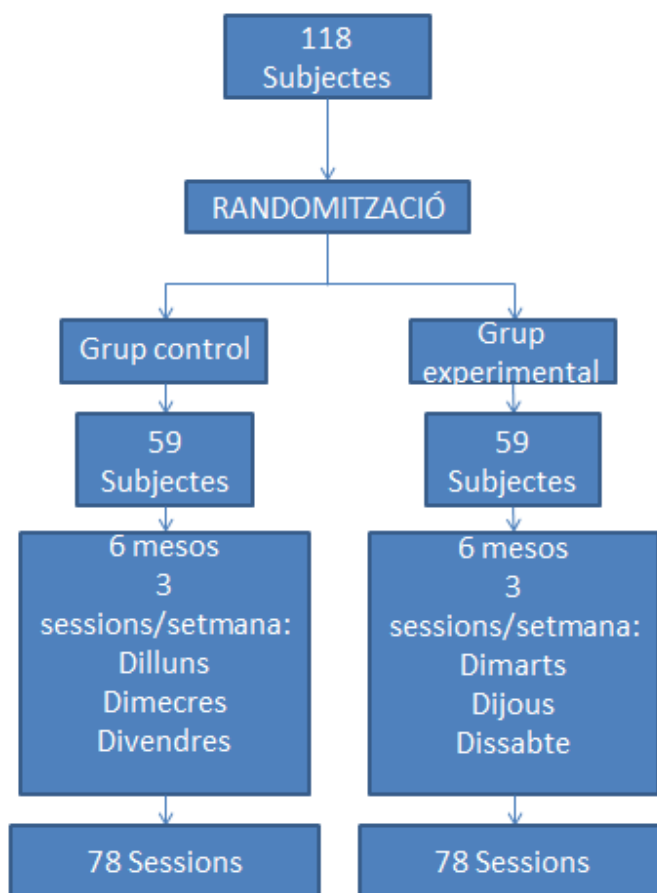 118
Subjectes
RANDOMITZACIÓ
Grup control
Grup
experimental
59
Subjectes
59
Subjectes
6 mesos
3
sessions/setmana:
Dilluns
Dimecres
Divendres
6 mesos
3
sessions/setmana:
Dimarts
Dijous
Dissabte
78 Sessions
78 Sessions